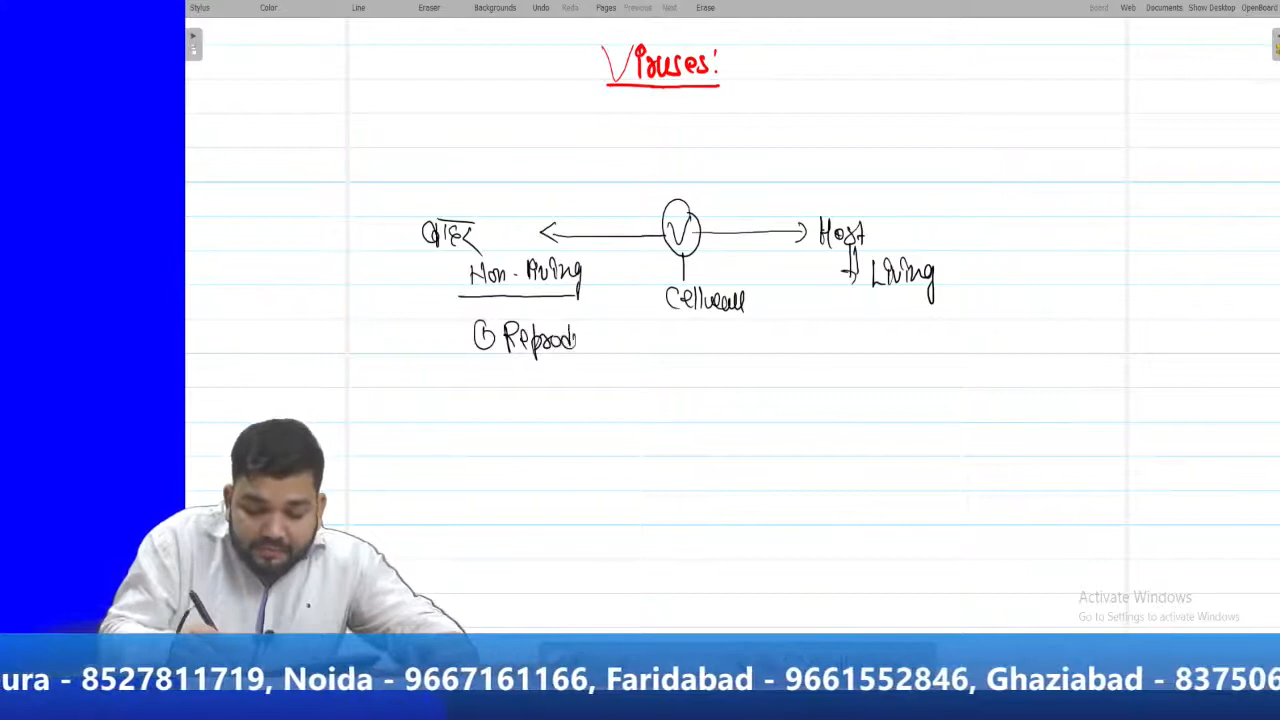 Stylus Color Line Eraser Backgrounds Undo Redo Pages Previous Next Erase Board Web Documents Show Desktop OpenBoard
Viruses:
बाहर V Host
Non-living Living
Cellular
① Reprod
Activate Windows
Go to Settings to activate Windows
ura - 8527811719, Noida - 9667161166, Faridabad - 9661552846, Ghaziabad - 837506